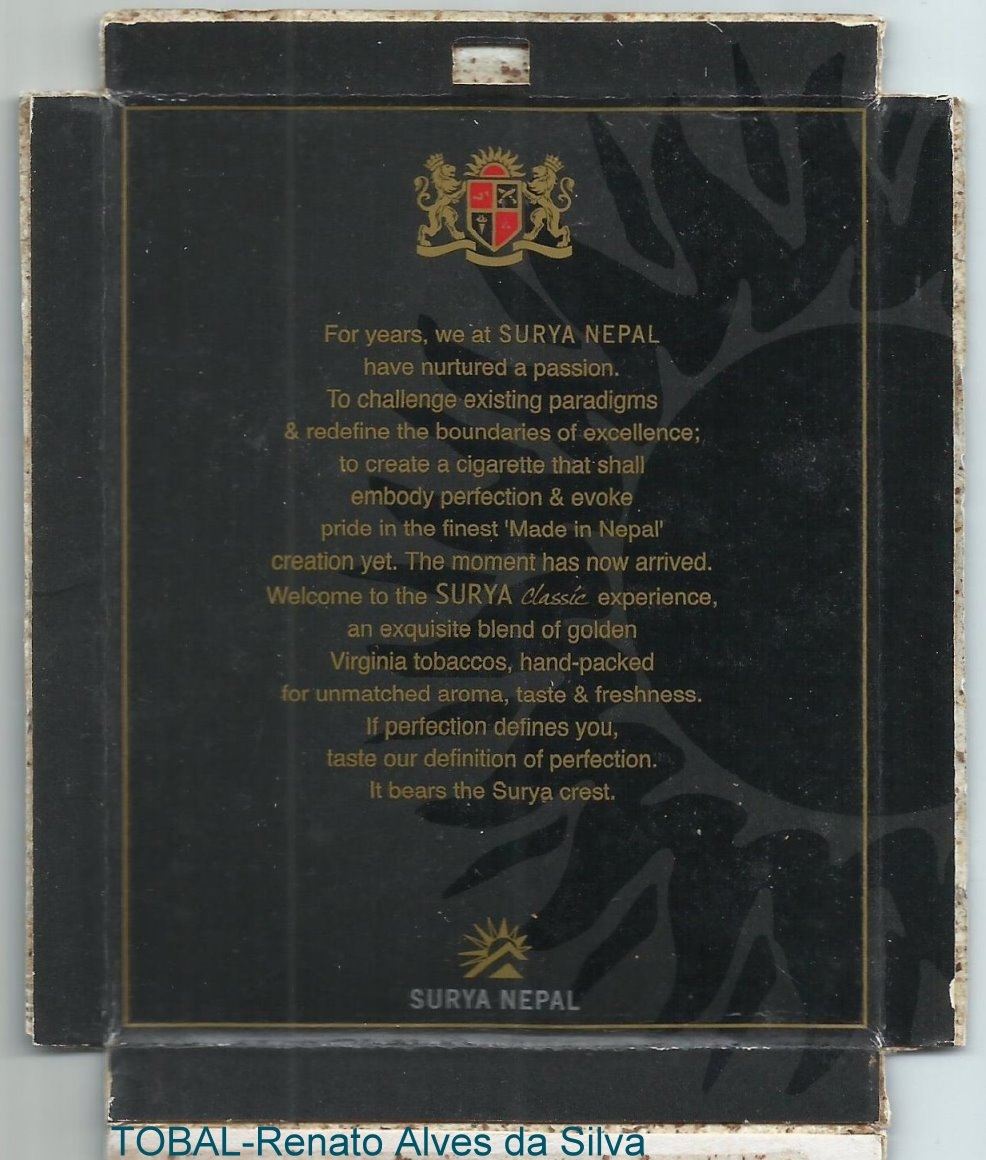 For years, we at SURYA NEPAL
have nurtured a passion.
To challenge existing paradigms
& redefine the boundaries of excellence;
to create a cigarette that shall
embody perfection & evoke
pride in the finest 'Made in Nepal'
creation yet. The moment has now arrived.
Welcome to the SURYA Classic experience,
an exquisite blend of golden
Virginia tobaccos, hand-packed
for unmatched aroma, taste & freshness.
If perfection defines you,
taste our definition of perfection.
It bears the Surya crest.
SURYA NEPAL
TOBAL-Renato Alves da Silva